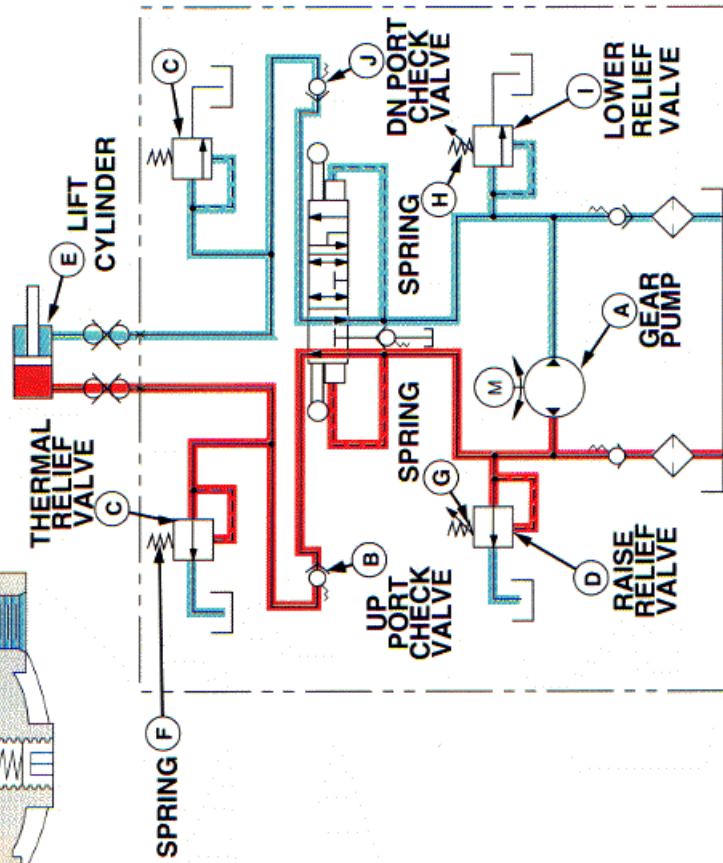 E
LIFT
CYLINDER
C
THERMAL
RELIEF
VALVE
C
SPRING
F
J
DN PORT
CHECK
VALVE
SPRING
SPRING
B
UP
PORT
CHECK
VALVE
H
I
LOWER
RELIEF
VALVE
M
A
GEAR
PUMP
G
D
RAISE
RELIEF
VALVE